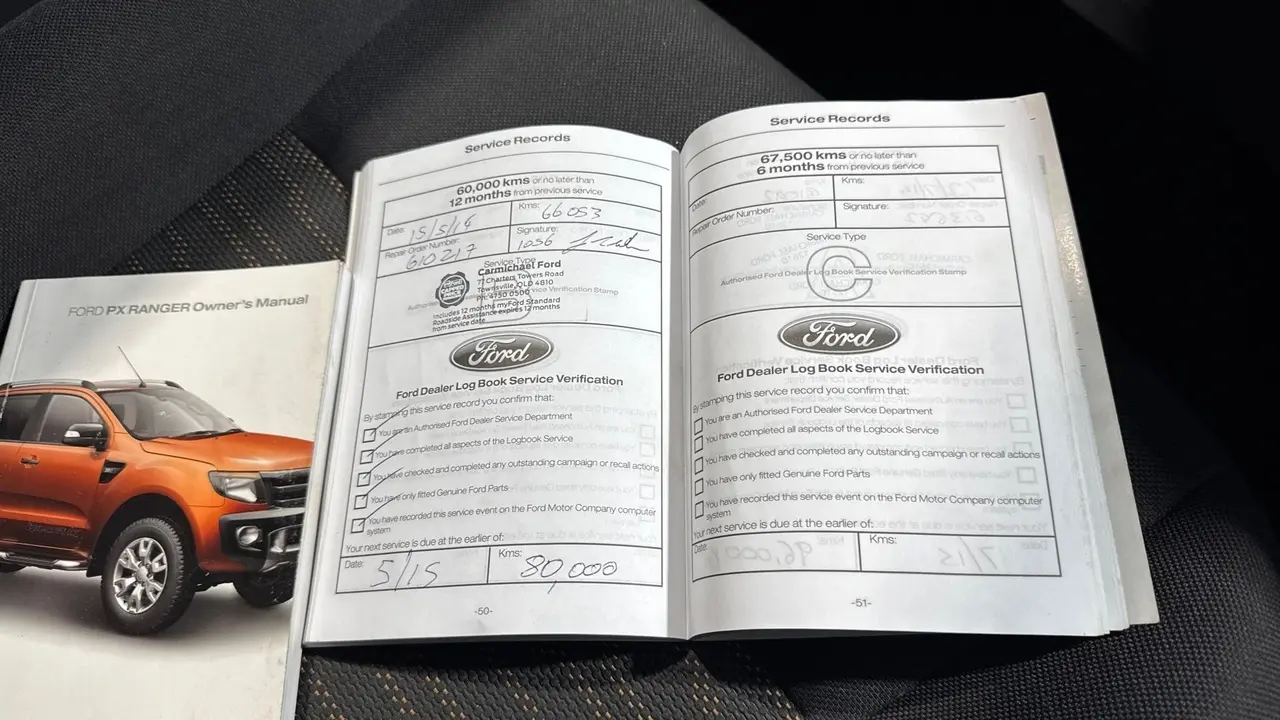 FORD PX RANGER Owner's Manual
Service Records
60,000 kms or no later than
12 months from previous service
Date: 15/5/14
Kms: 66053
Repair Order Number: 610217
Signature: 1056
Service Type
Carmichael Ford
71 Charters Towers Road
Townsville, QLD 4810
Ph: 4750 0500
Service Verification Stamp
Includes 12 months myFord Standard
Roadside Assistance expires 12 months
from service date
Ford
Ford Dealer Log Book Service Verification
By stamping this service record you confirm that:
You are an Authorised Ford Dealer Service Department
You have completed all aspects of the Logbook Service
You have checked and completed any outstanding campaign or recall actions
You have only fitted Genuine Ford Parts
You have recorded this service event on the Ford Motor Company computer
system
Your next service is due at the earlier of:
Date: 5/15
Kms: 80,000
-50-
Service Records
67,500 kms or no later than
6 months from previous service
Date:
Kms:
Repair Order Number:
Signature:
Service Type
C
Authorised Ford Dealer Log Book Service Verification Stamp
Ford
Ford Dealer Log Book Service Verification
By stamping this service record you confirm that:
You are an Authorised Ford Dealer Service Department
You have completed all aspects of the Logbook Service
You have checked and completed any outstanding campaign or recall actions
You have only fitted Genuine Ford Parts
You have recorded this service event on the Ford Motor Company computer
system
Your next service is due at the earlier of:
Date:
Kms:
-51-